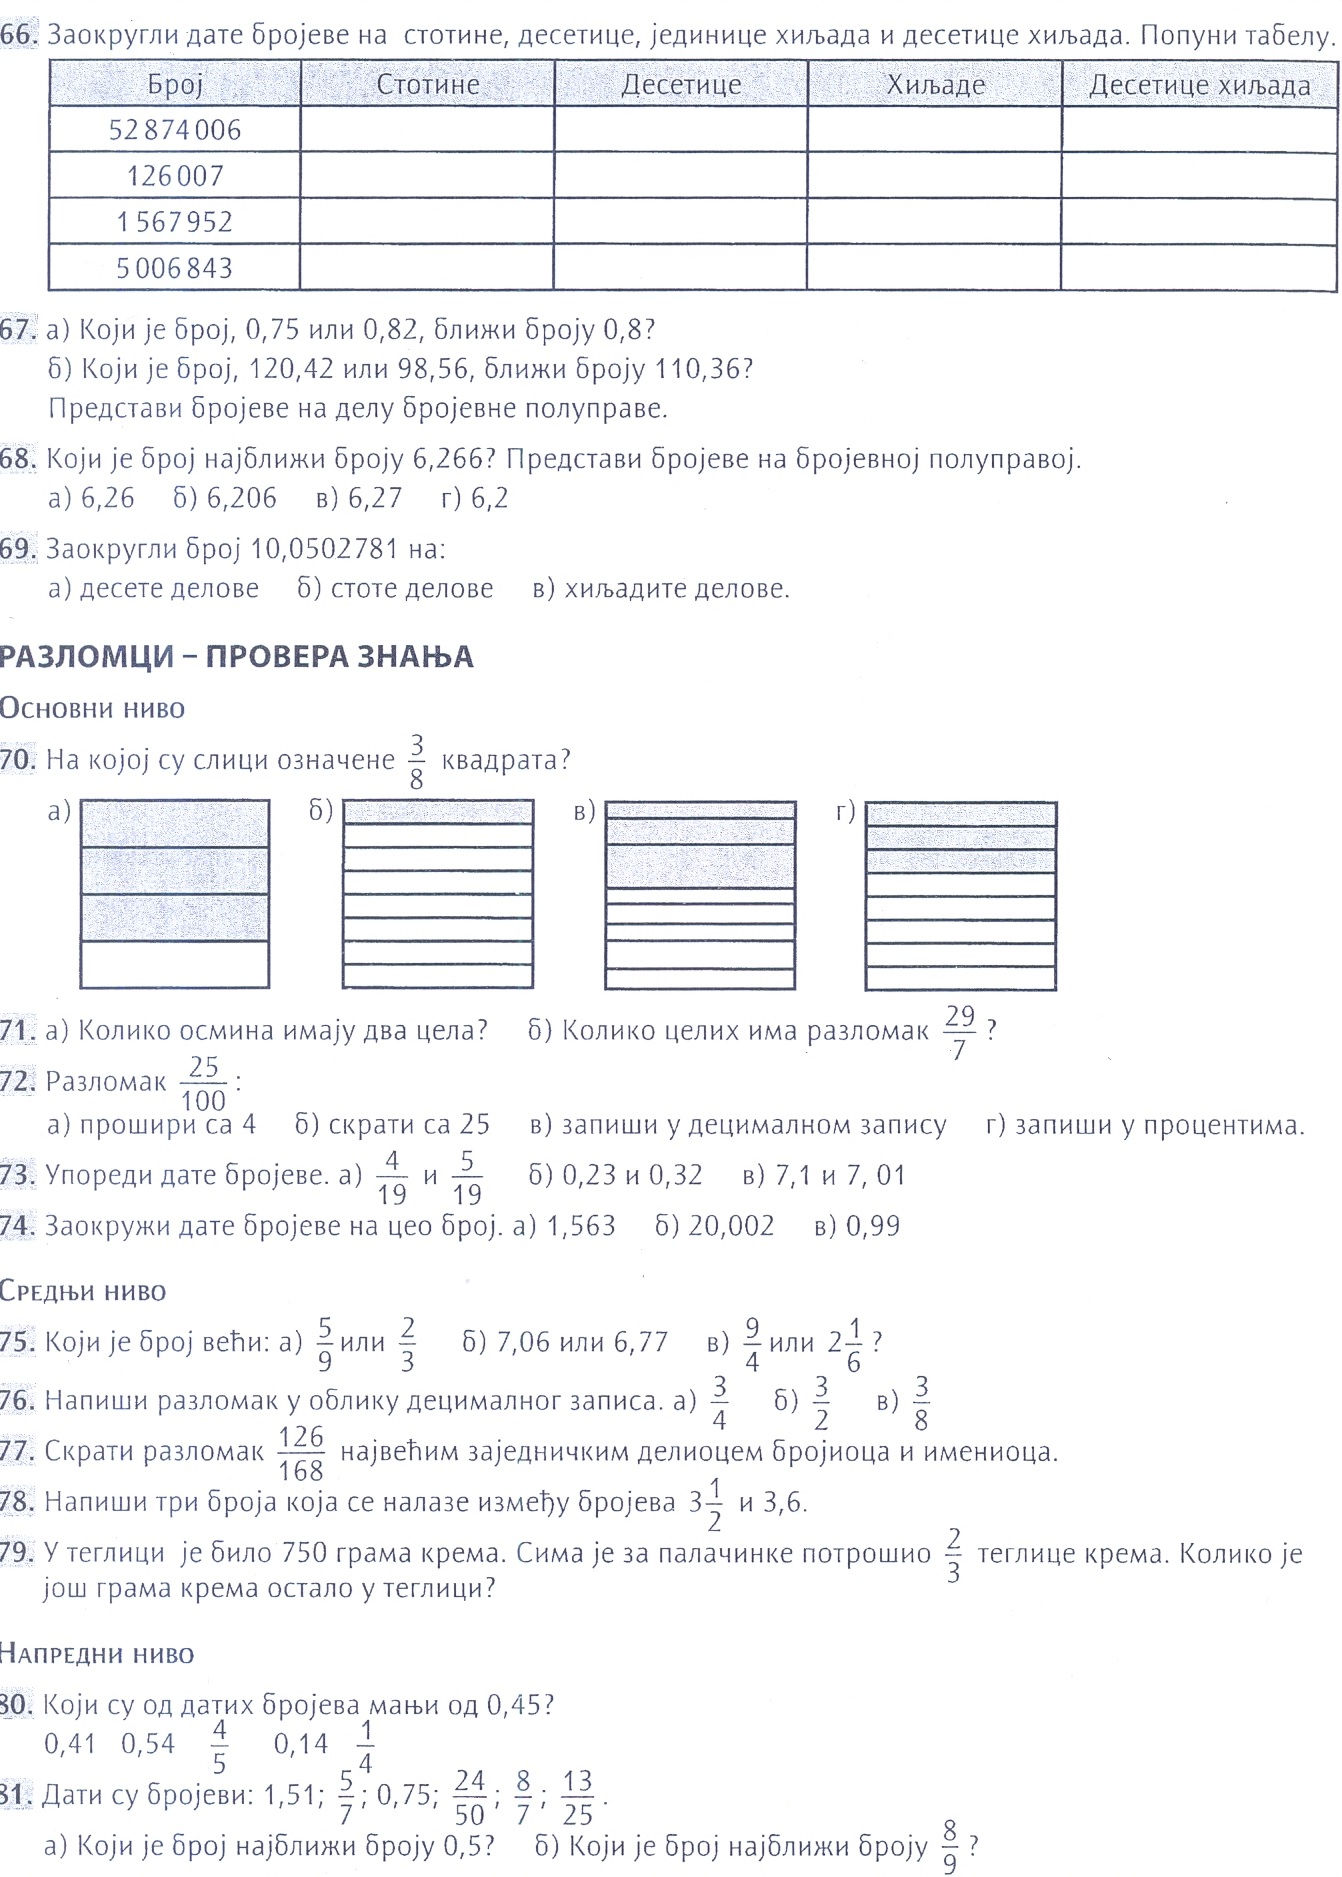 66. Заокругли дате бројеве на стотине, десетице, јединице хиљада и десетице хиљада. Попуни табелу.
Број Стотине Десетице Хиљаде Десетице хиљада
52 874 006
126 007
1 567 952
5 006 843
67. а) Који је број, 0,75 или 0,82, ближи броју 0,8?
б) Који је број, 120,42 или 98,56, ближи броју 110,36?
Представи бројеве на делу бројевне полуправе.
68. Који је број најближи броју 6,266? Представи бројеве на бројевној полуправој.
а) 6,26 б) 6,206 в) 6,27 г) 6,2
69. Заокругли број 10,0502781 на:
а) десете делове б) стоте делове в) хиљадите делове.
РАЗЛОМЦИ – ПРОВЕРА ЗНАЊА
Основни ниво
70. На којој су слици означене 3/8 квадрата?
а) б) в) г)
71. а) Колико осмина имају два цела? б) Колико целих има разломак 29/7 ?
72. Разломак 25/100 :
а) прошири са 4 б) скрати са 25 в) запиши у децималном запису г) запиши у процентима.
73. Упореди дате бројеве. а) 4/19 и 5/19 б) 0,23 и 0,32 в) 7,1 и 7, 01
74. Заокружи дате бројеве на цео број. а) 1,563 б) 20,002 в) 0,99
Средњи ниво
75. Који је број већи: а) 5/9 или 2/3 б) 7,06 или 6,77 в) 9/4 или 2 1/6 ?
76. Напиши разломак у облику децималног записа. а) 3/4 б) 3/2 в) 3/8
77. Скрати разломак 126/168 највећим заједничким делиоцем бројиоца и имениоца.
78. Напиши три броја која се налазе између бројева 3 1/2 и 3,6.
79. У теглици је било 750 грама крема. Сима је за палачинке потрошио 2/3 теглице крема. Колико је
још грама крема остало у теглици?
Напредни ниво
80. Који су од датих бројева мањи од 0,45?
0,41 0,54 4/5 0,14 1/4
81. Дати су бројеви: 1,51; 5/7; 0,75; 24/50; 8/7; 13/25.
а) Који је број најближи броју 0,5? б) Који је број најближи броју 8/9 ?